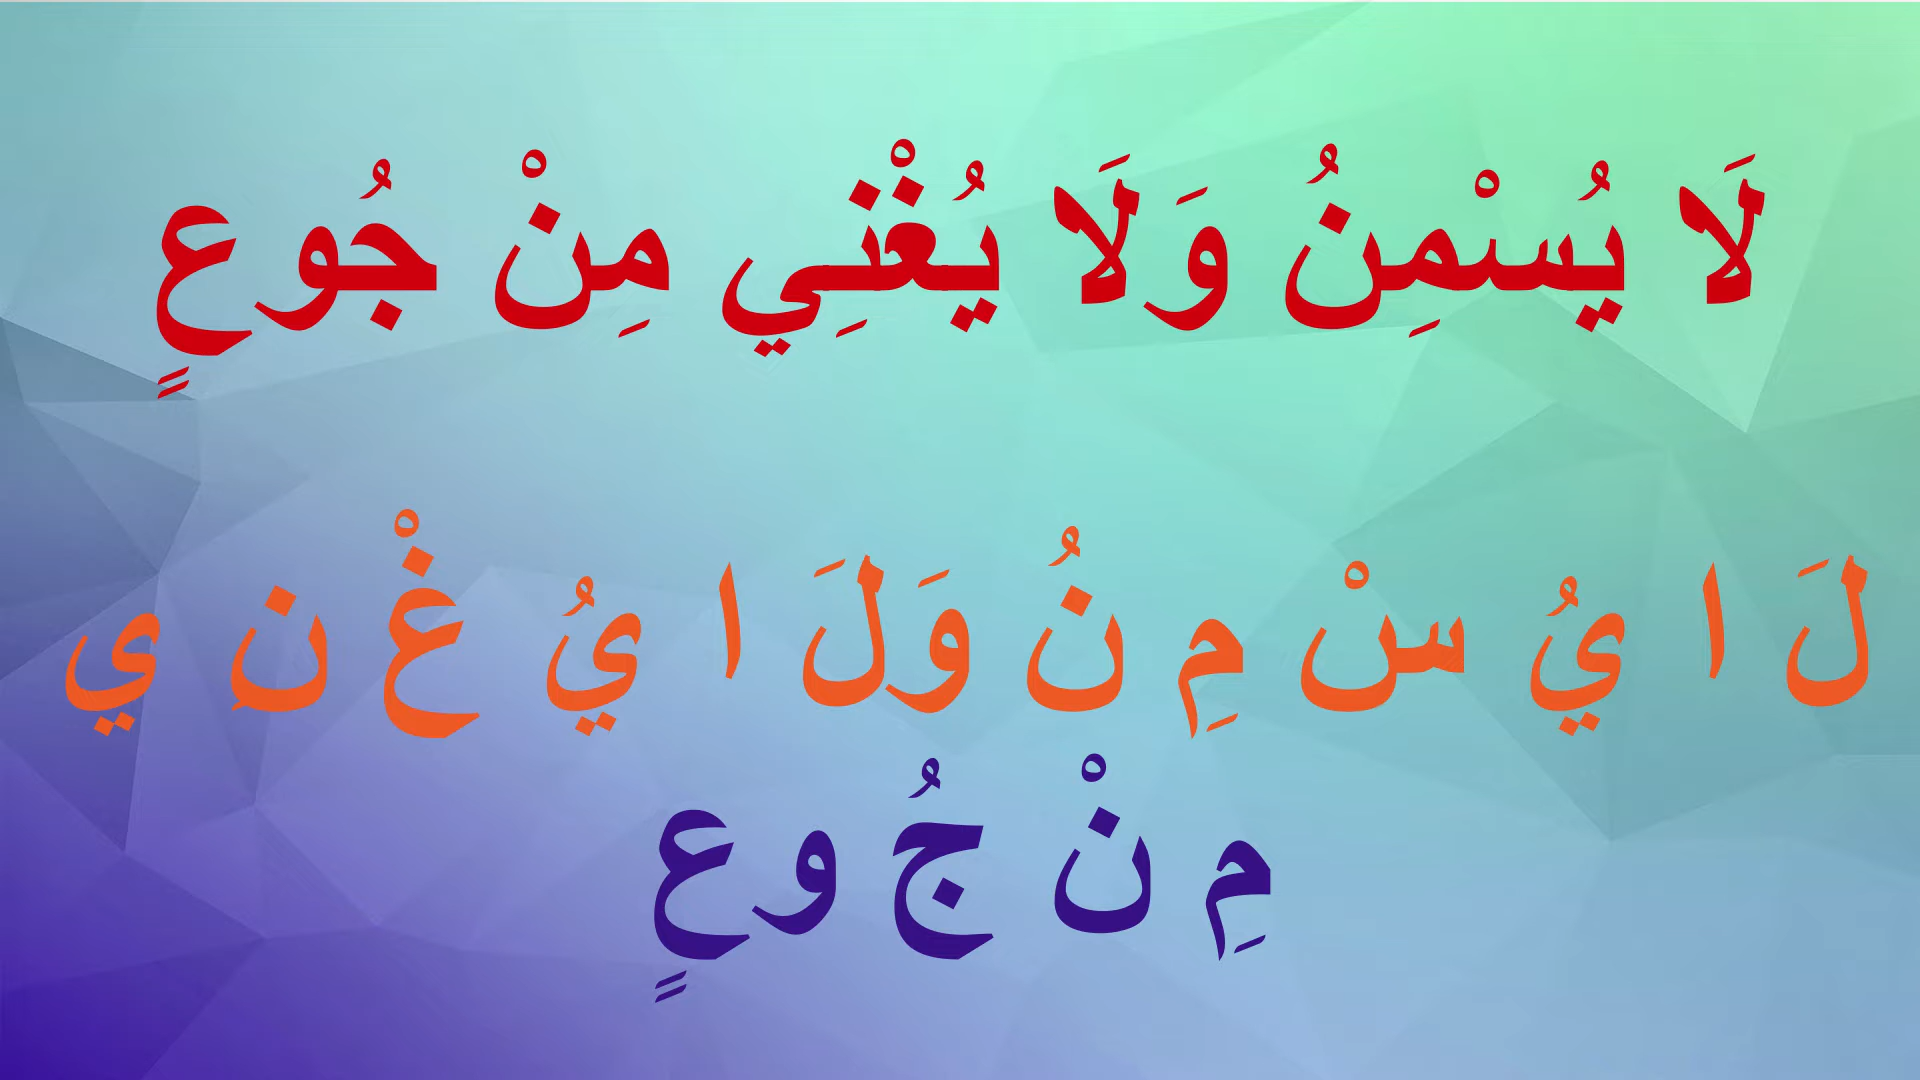 لَا يُسْمِنُ وَلَا يُغْنِي مِنْ جُوعٍ
لَ ا يُ سْ مِ نُ وَلَ ا يُ غْ نِ ي
مِ نْ جُ و عٍ